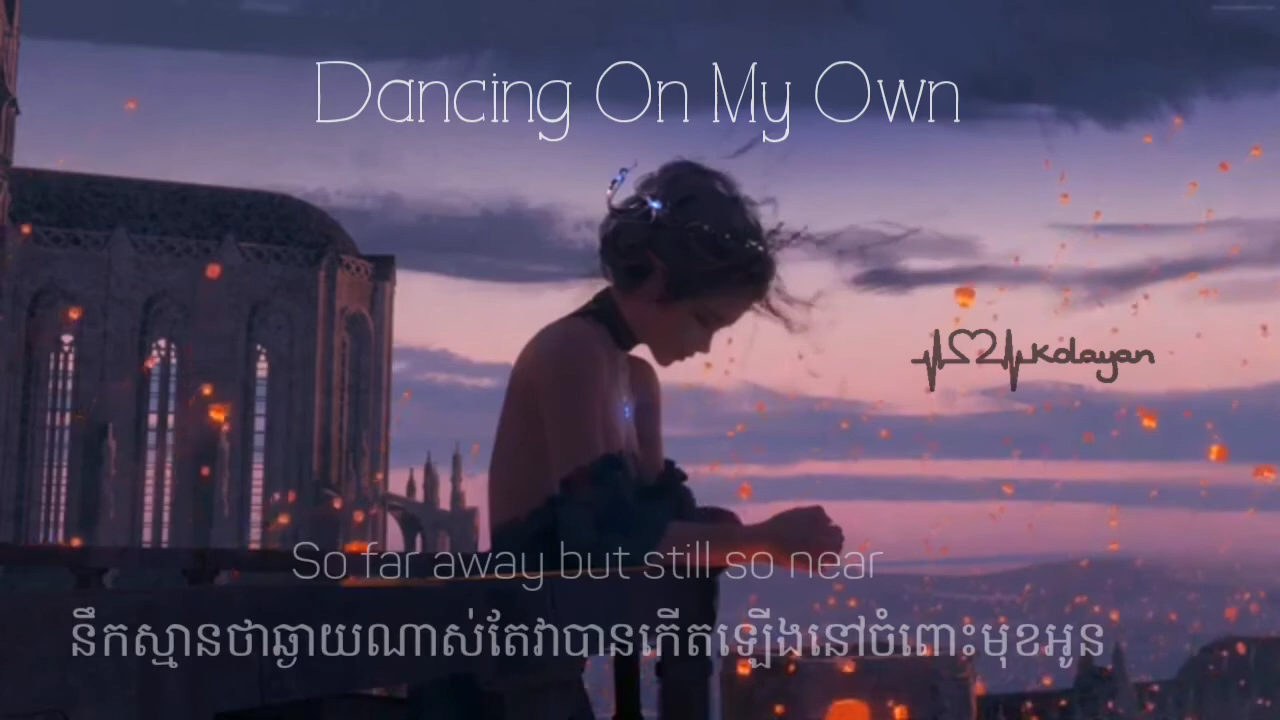 Dancing On My Own
Kolayan
So far away but still so near
នឹកស្មានថាឆ្ងាយណាស់តែវាបានកើតឡើងនៅចំពោះមុខអូន